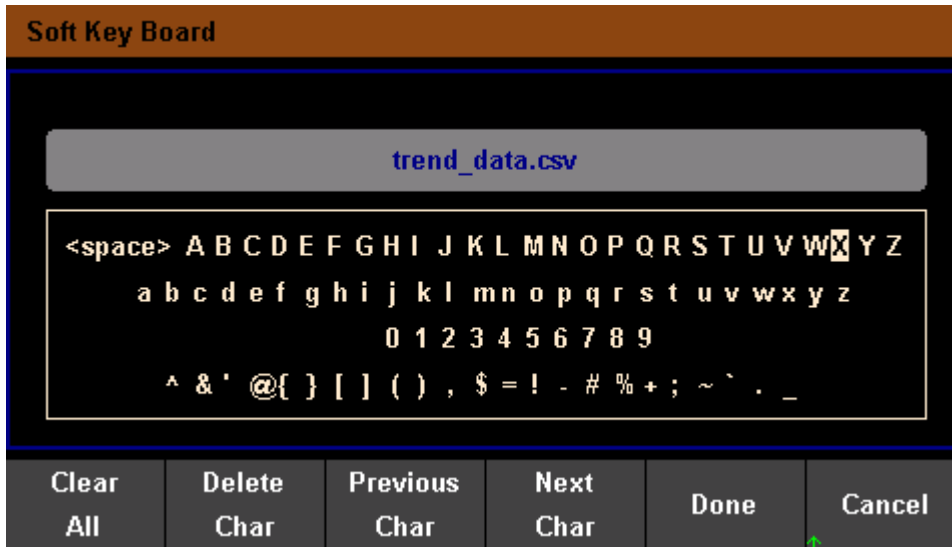 Soft Key Board
trend_data.csv
<space> A B C D E F G H I J K L M N O P Q R S T U V W X Y Z
a b c d e f g h i j k l m n o p q r s t u v w x y z
0 1 2 3 4 5 6 7 8 9
^ & ' @ { } [ ] ( ) , $ = ! - # % + ; ~ ` . _
Clear All
Delete Char
Previous Char
Next Char
Done
Cancel